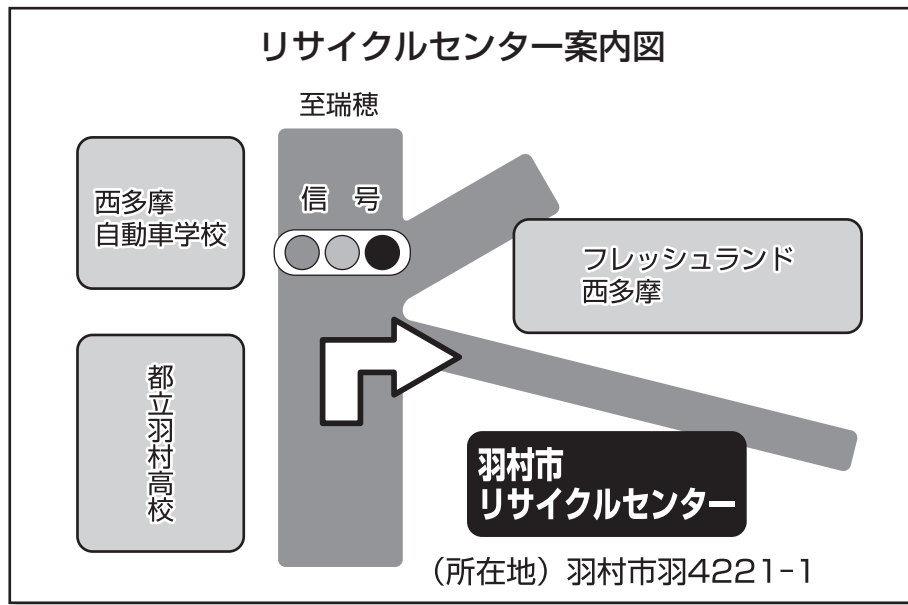 リサイクルセンター案内図
至瑞穂
西多摩
自動車学校
信 号
フレッシュランド
西多摩
都立羽村高校
羽村市
リサイクルセンター
(所在地)羽村市羽4221-1